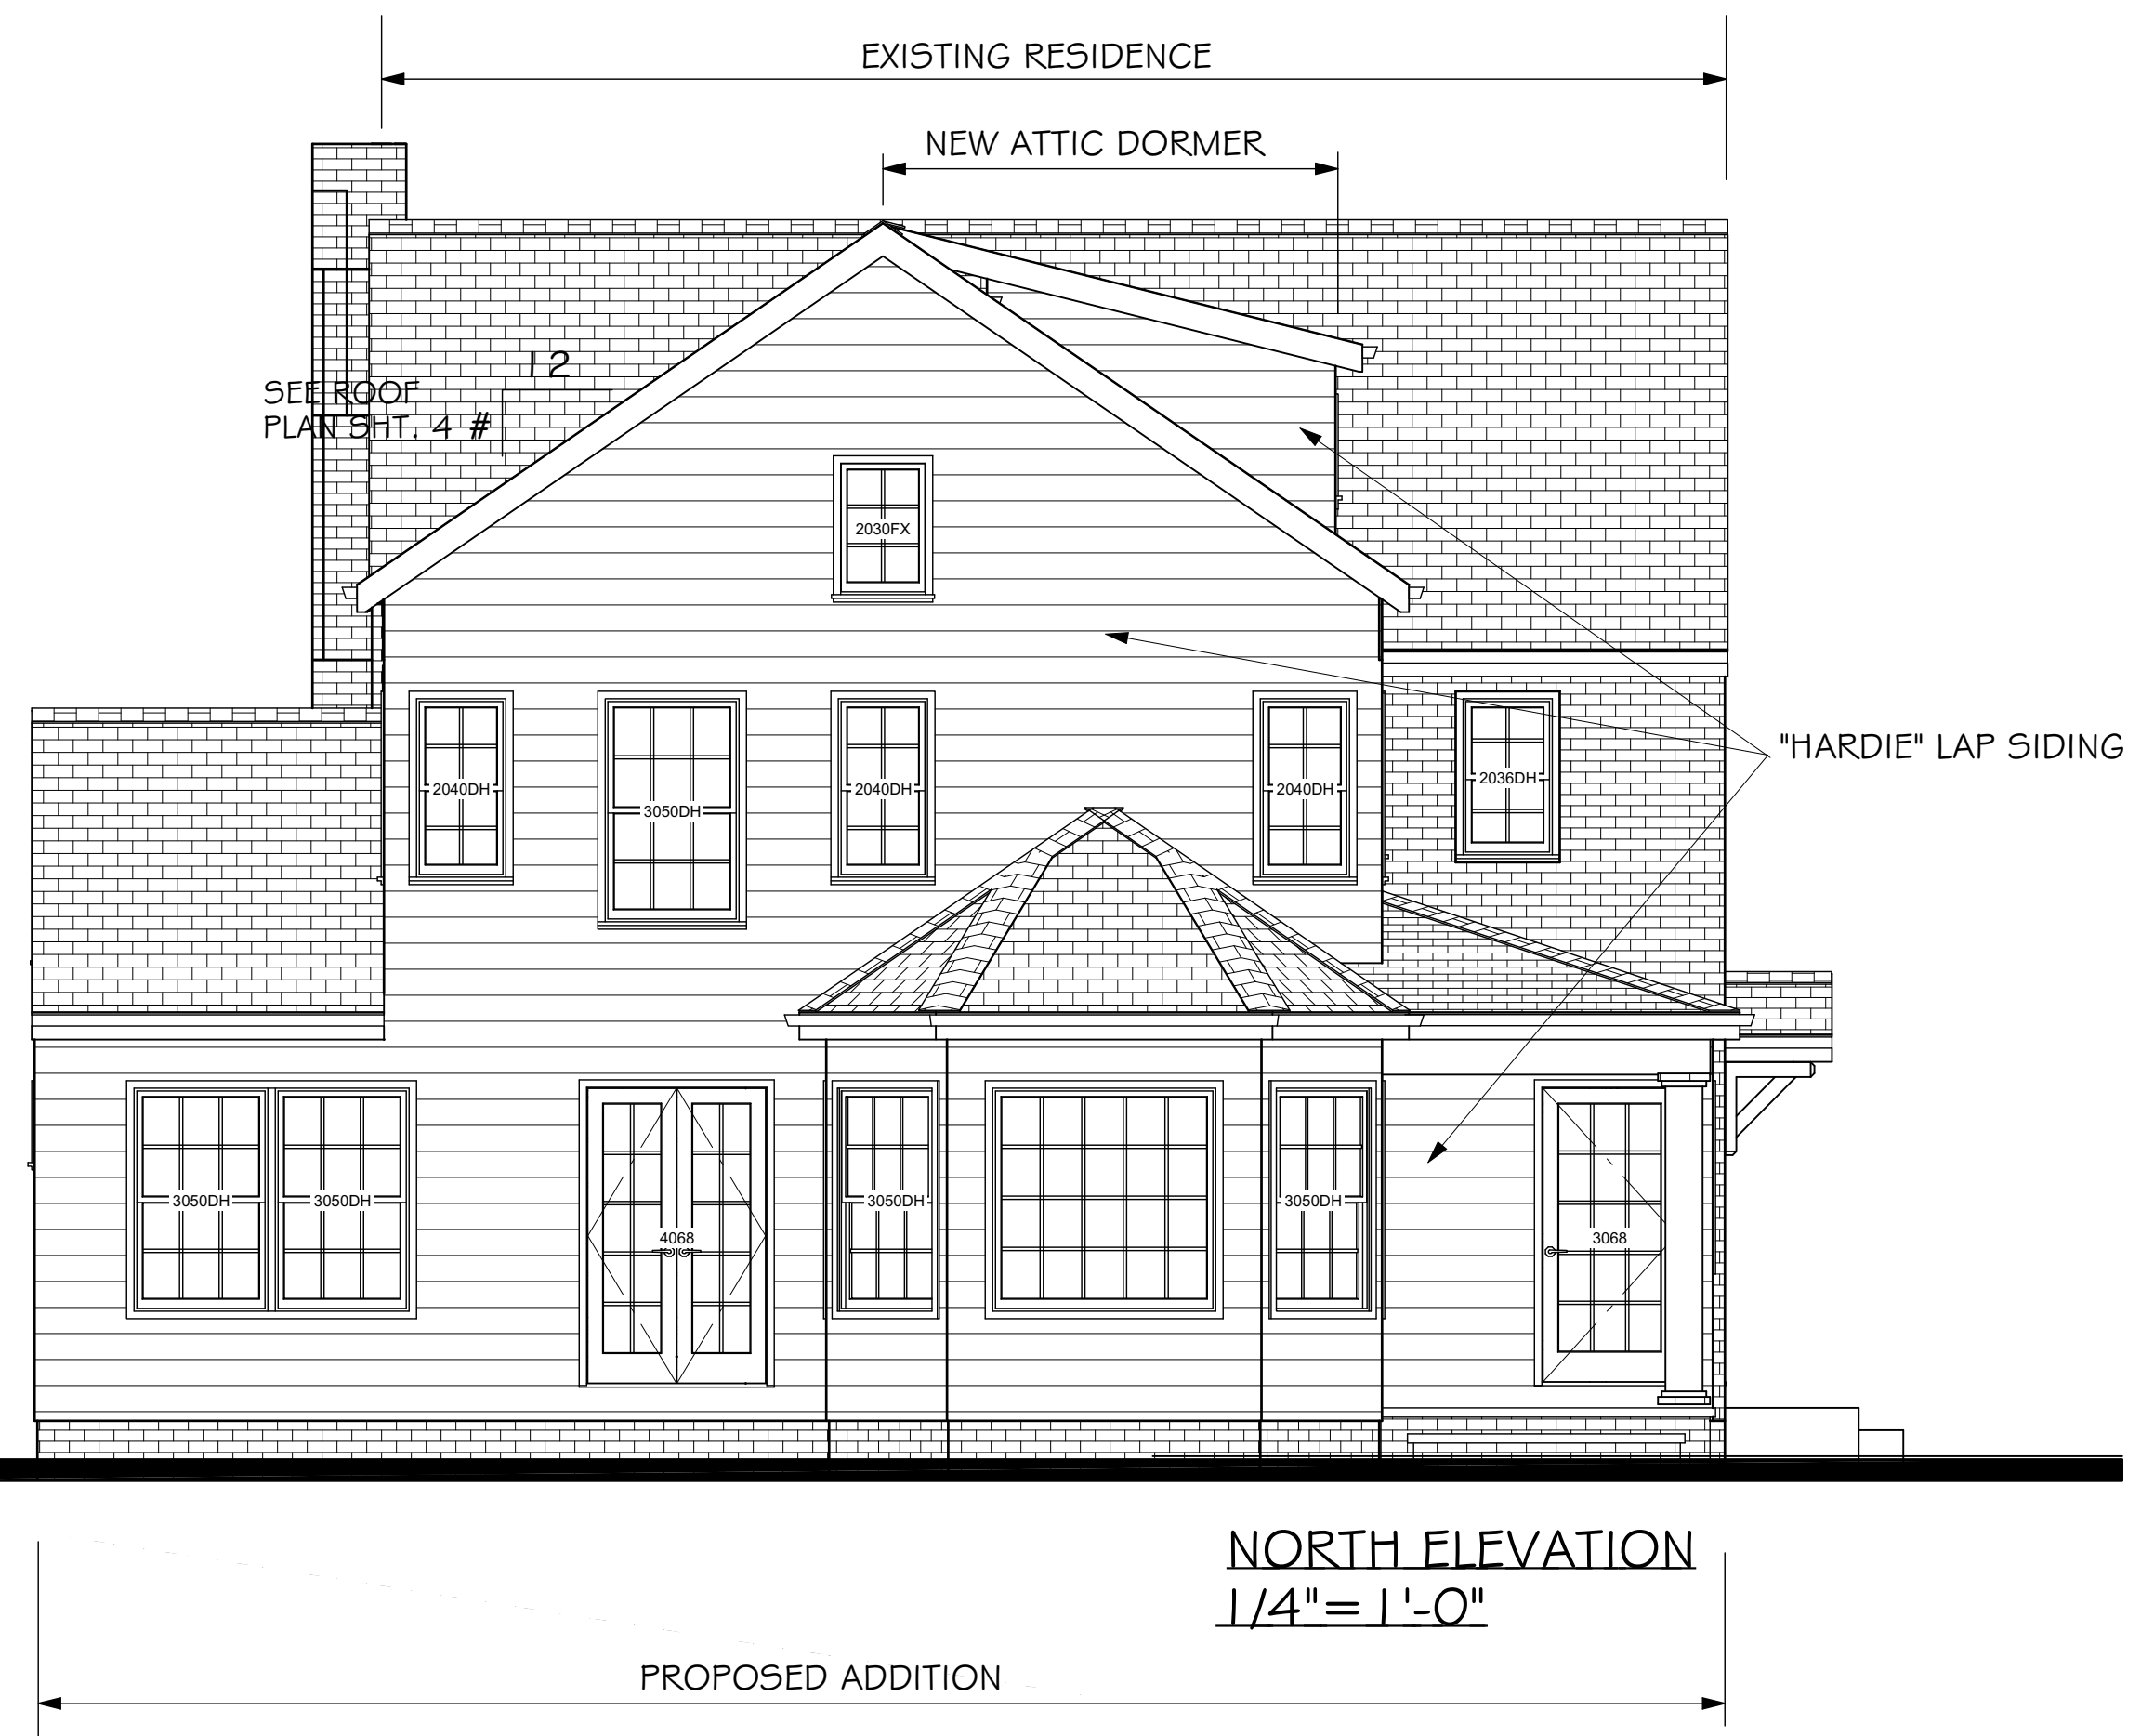 EXISTING RESIDENCE
NEW ATTIC DORMER
12
SEE ROOF
PLAN SHT. 4 #
2030FX
"HARDIE" LAP SIDING
2040DH
3050DH
2040DH
2040DH
2036DH
3050DH
3050DH
4068
3050DH
3050DH
3068
NORTH ELEVATION
1/4"= 1'-0"
PROPOSED ADDITION